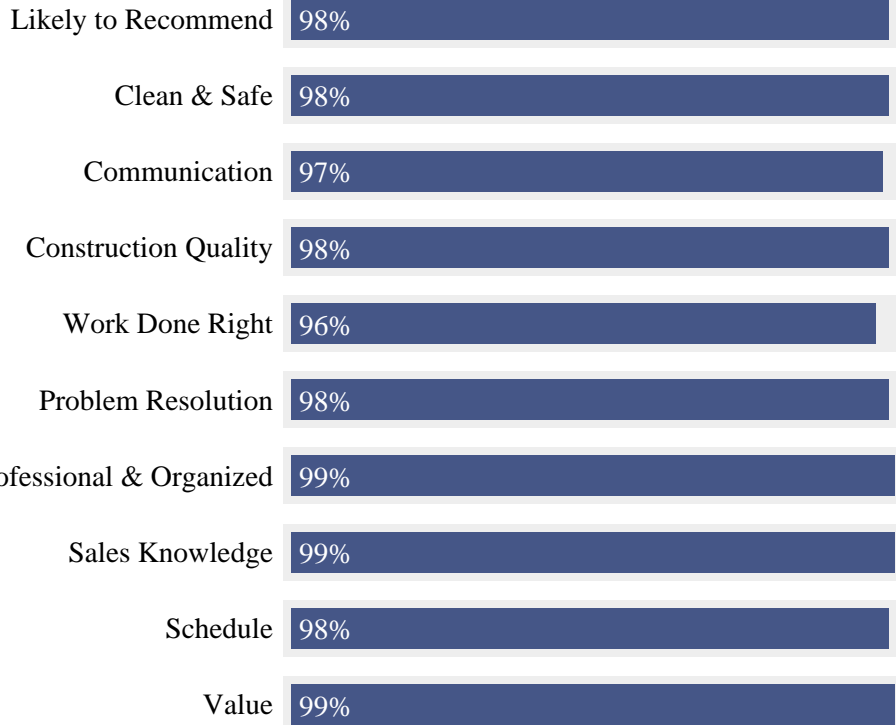 Likely to Recommend 98%
Clean & Safe 98%
Communication 97%
Construction Quality 98%
Work Done Right 96%
Problem Resolution 98%
ofessional & Organized 99%
Sales Knowledge 99%
Schedule 98%
Value 99%